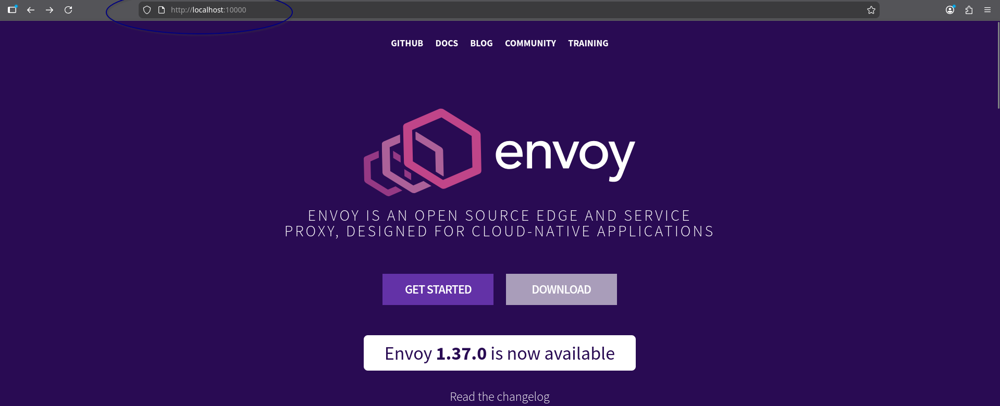 http://localhost:10000
GITHUB DOCS BLOG COMMUNITY TRAINING
envoy
ENVOY IS AN OPEN SOURCE EDGE AND SERVICE
PROXY, DESIGNED FOR CLOUD-NATIVE APPLICATIONS
GET STARTED DOWNLOAD
Envoy 1.37.0 is now available
Read the changelog